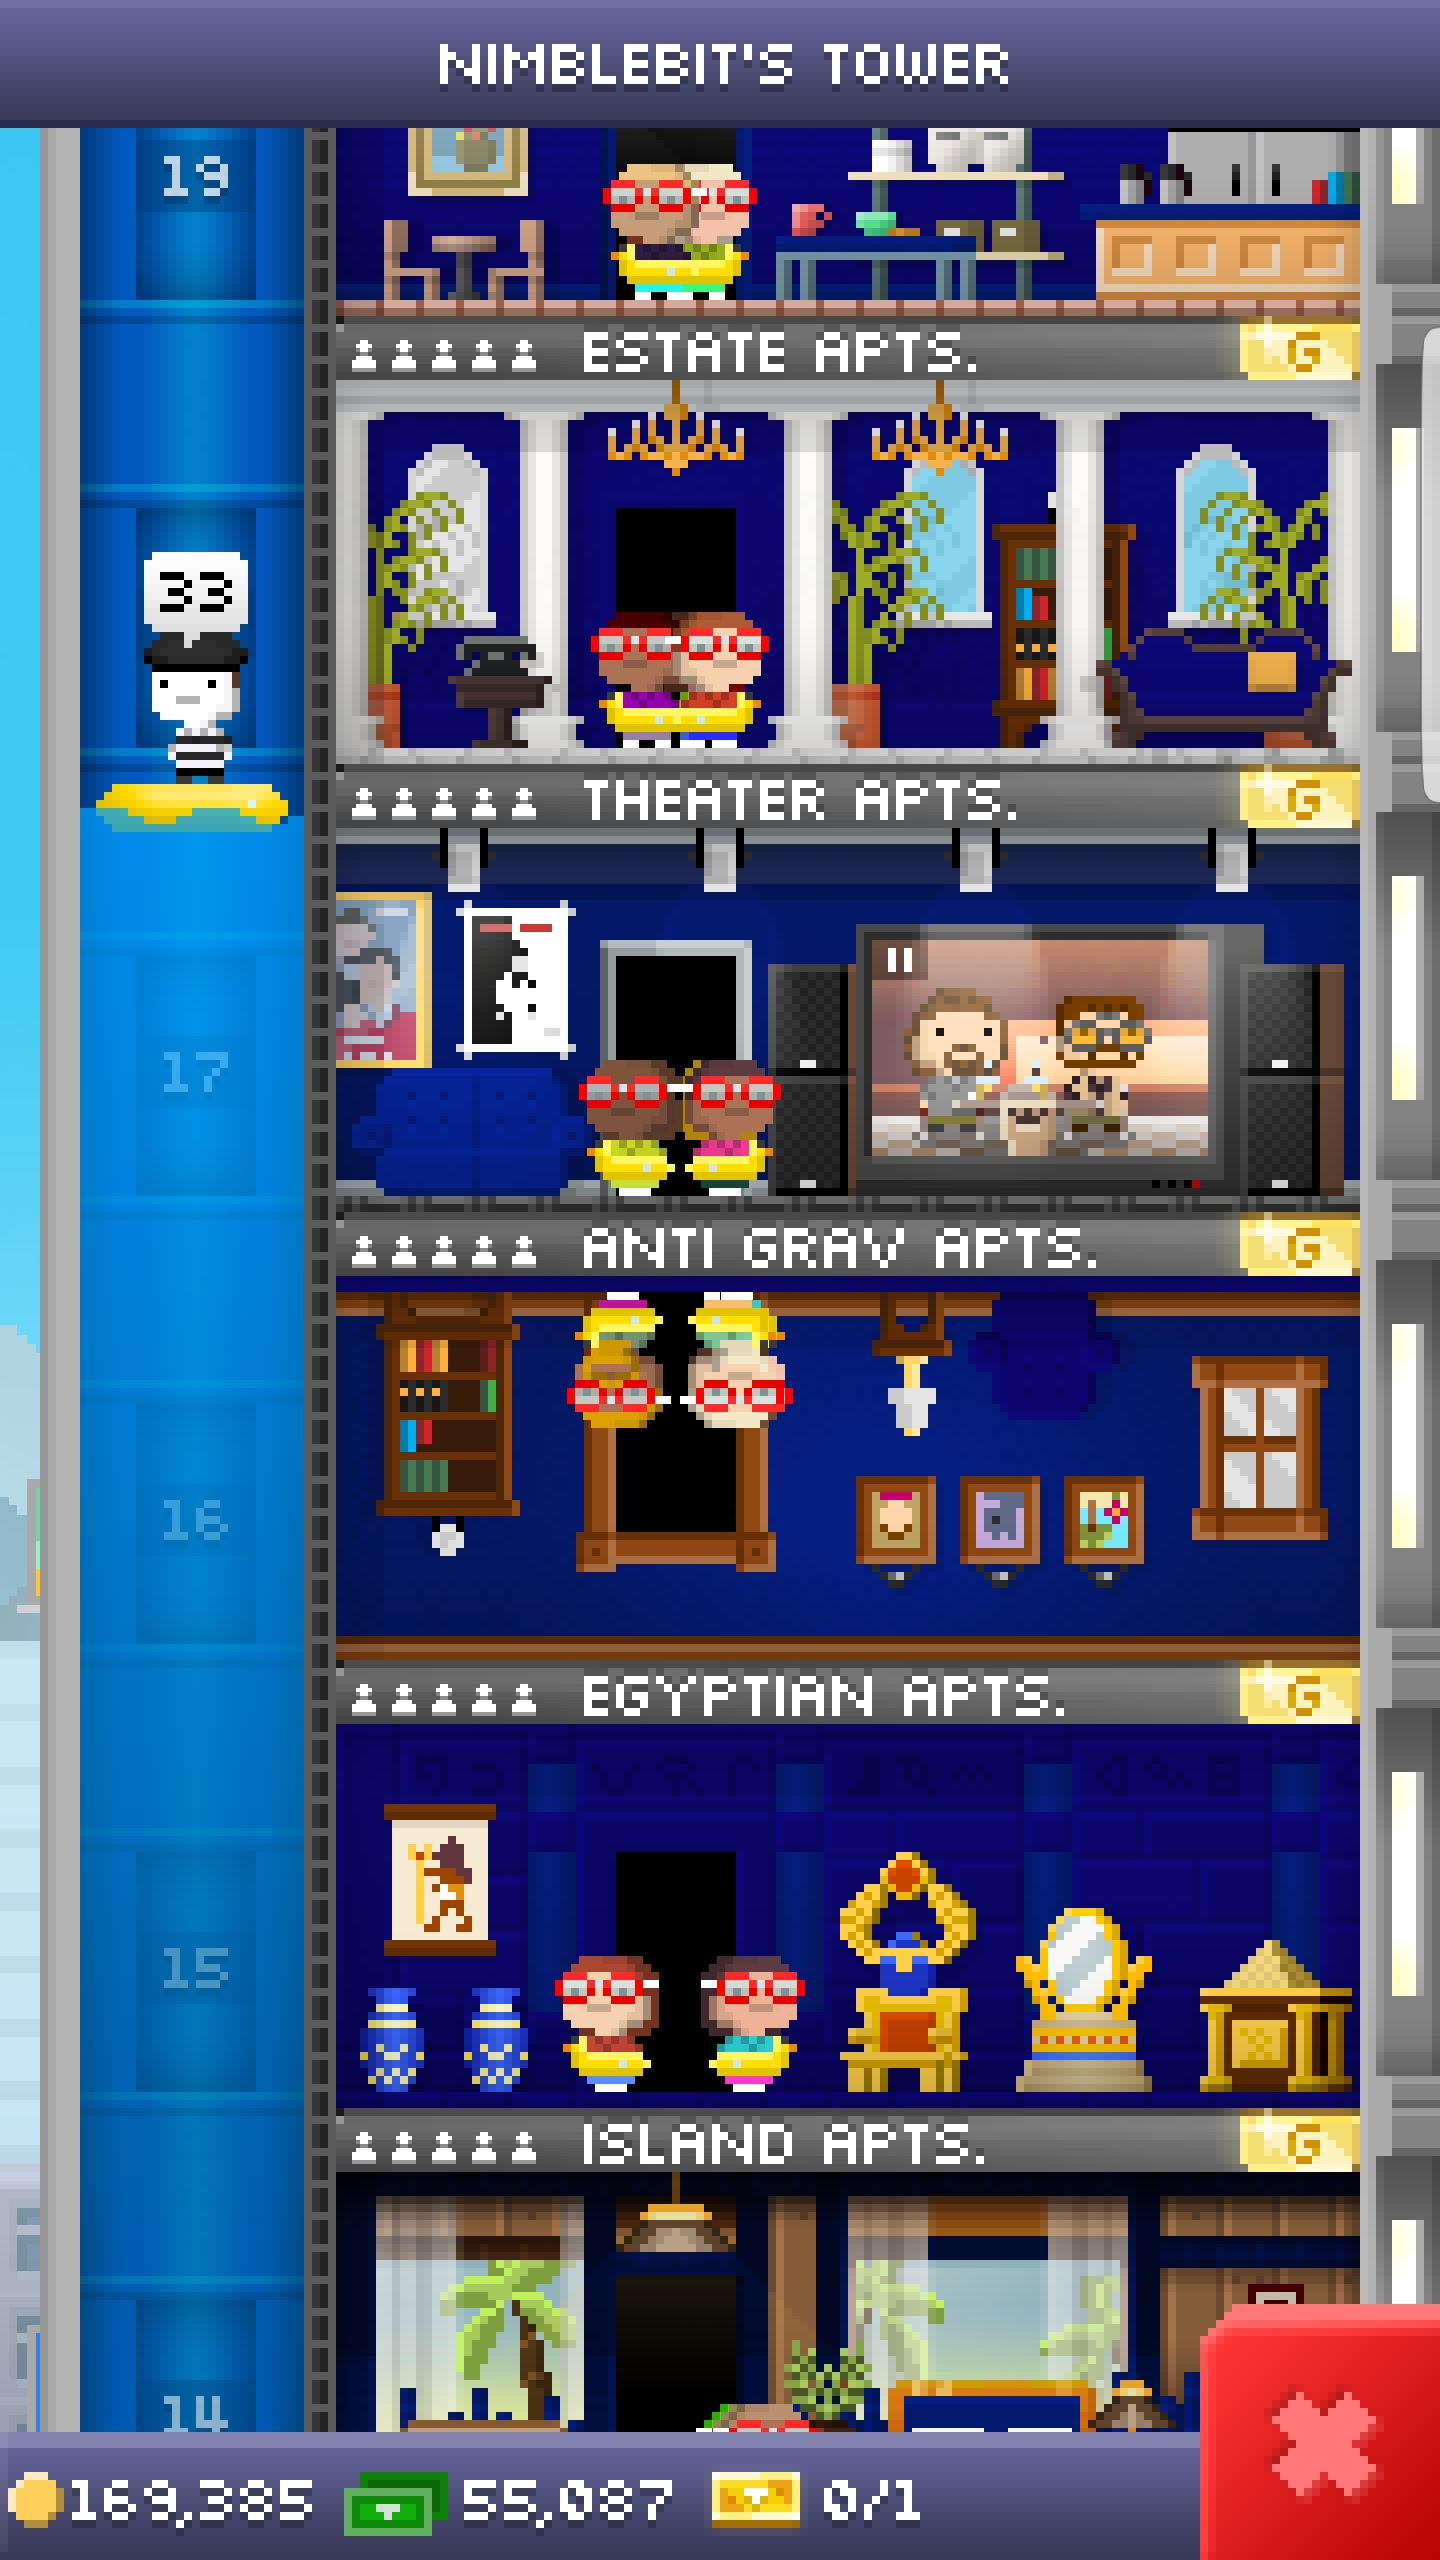 NIMBLEBIT'S TOWER
19
ESTATE APTS. G
33
THEATER APTS. G
17
ANTI GRAV APTS. G
16
EGYPTIAN APTS. G
15
ISLAND APTS. G
14
169,385 55,087 0/1